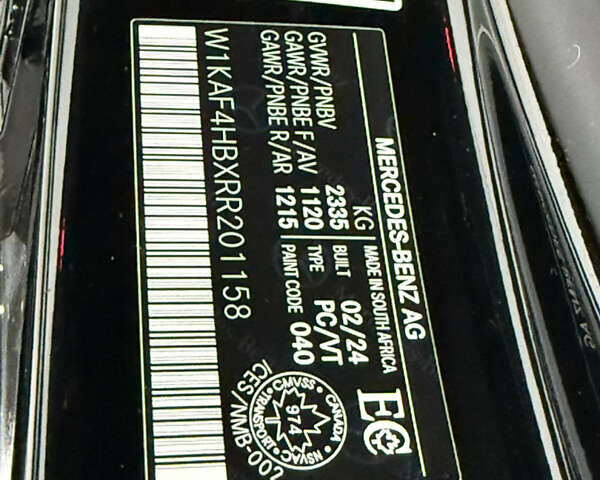 MERCEDES-BENZ AG
KG MADE IN SOUTH AFRICA
GVWR/PNBV 2335 BUILT 02/24
GAWR/PNBE F/AV 1120 TYPE PC/VT
GAWR/PNBE R/AR 1215 PAINT CODE 040
W1KAF4HBXRR201158
EC
CANADA
CMVSS
974
NSVAC
TRANSPORT
ICES/NMB-002